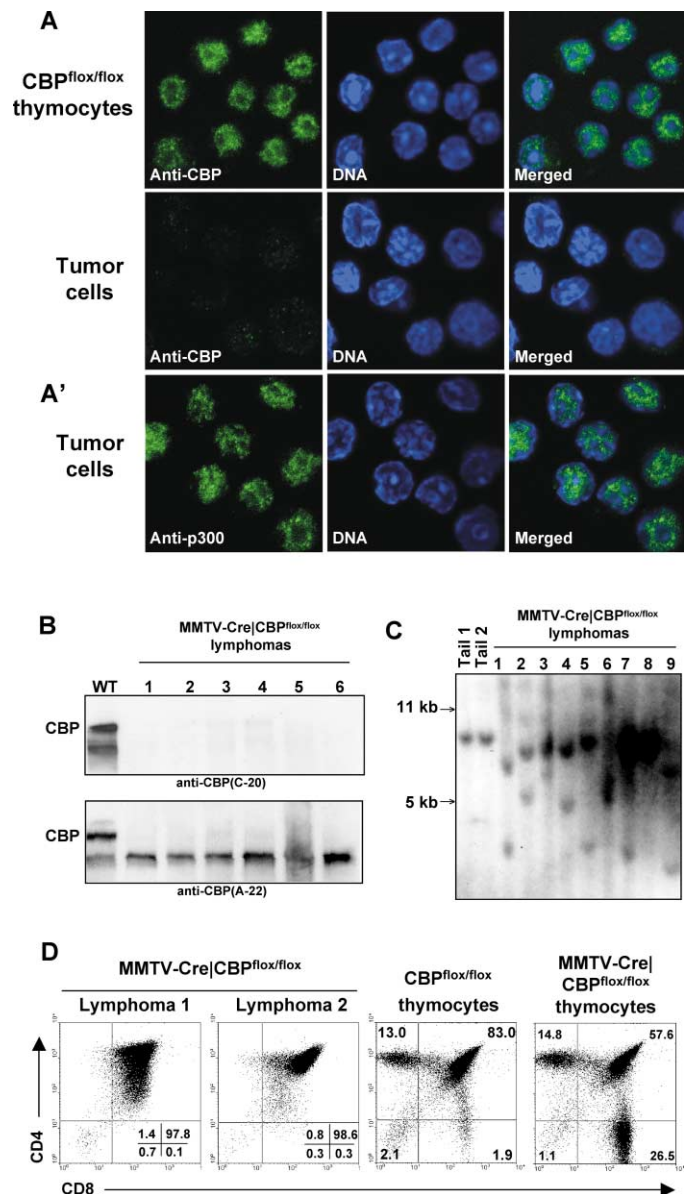 A
CBPflox/flox
thymocytes
Anti-CBP
DNA
Merged
Tumor
cells
Anti-CBP
DNA
Merged
A'
Tumor
cells
Anti-p300
DNA
Merged
B
MMTV-Cre|CBPflox/flox
lymphomas
WT 1 2 3 4 5 6
CBP
anti-CBP(C-20)
CBP
anti-CBP(A-22)
C
MMTV-Cre|CBPflox/flox
lymphomas
Tail 1
Tail 2
1 2 3 4 5 6 7 8 9
11 kb
5 kb
D
MMTV-Cre|CBPflox/flox
Lymphoma 1
Lymphoma 2
CBPflox/flox
thymocytes
MMTV-Cre|
CBPflox/flox
thymocytes
1.4 97.8
0.7 0.1
0.8 98.6
0.3 0.3
13.0 83.0
2.1 1.9
14.8 57.6
1.1 26.5
CD4
CD8